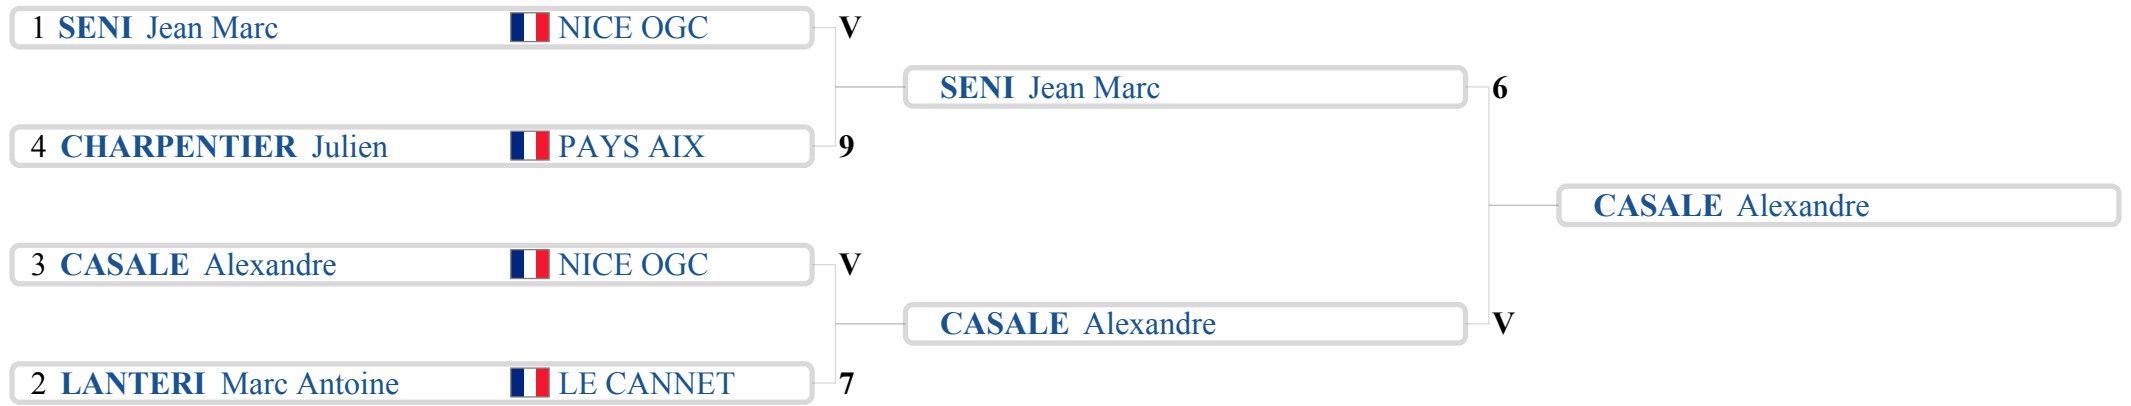 1 SENI Jean Marc NICE OGC V
SENI Jean Marc 6
4 CHARPENTIER Julien PAYS AIX 9
CASALE Alexandre
3 CASALE Alexandre NICE OGC V
CASALE Alexandre V
2 LANTERI Marc Antoine LE CANNET 7